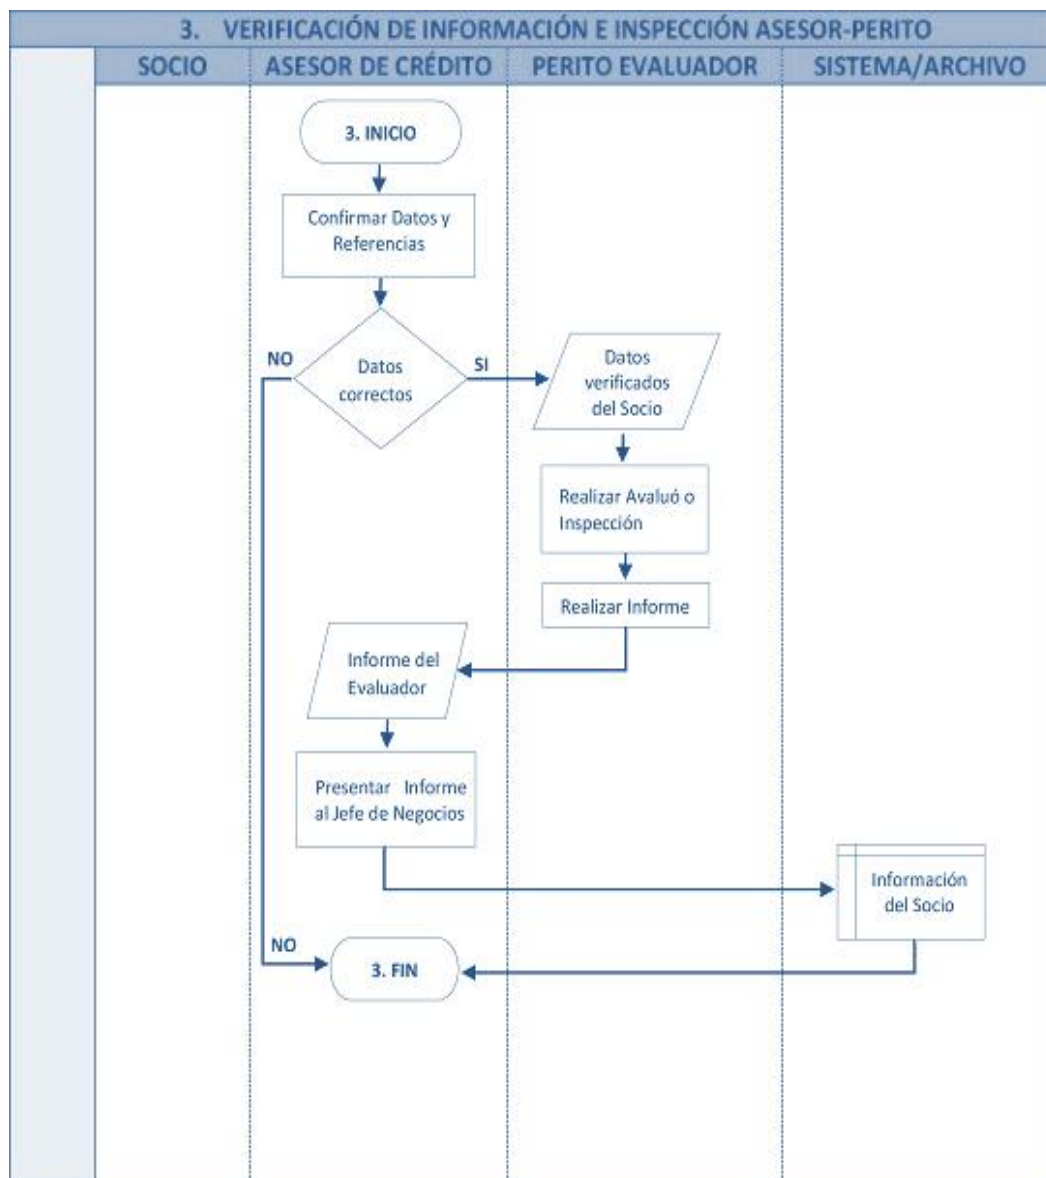 3. VERIFICACIÓN DE INFORMACIÓN E INSPECCIÓN ASESOR-PERITO
SOCIO
ASESOR DE CRÉDITO
PERITO EVALUADOR
SISTEMA/ARCHIVO
3. INICIO
Confirmar Datos y
Referencias
NO
Datos
correctos
SI
Datos
verificados
del Socio
Realizar Avaluó o
Inspección
Realizar Informe
Informe del
Evaluador
Presentar Informe
al Jefe de Negocios
Información
del Socio
NO
3. FIN